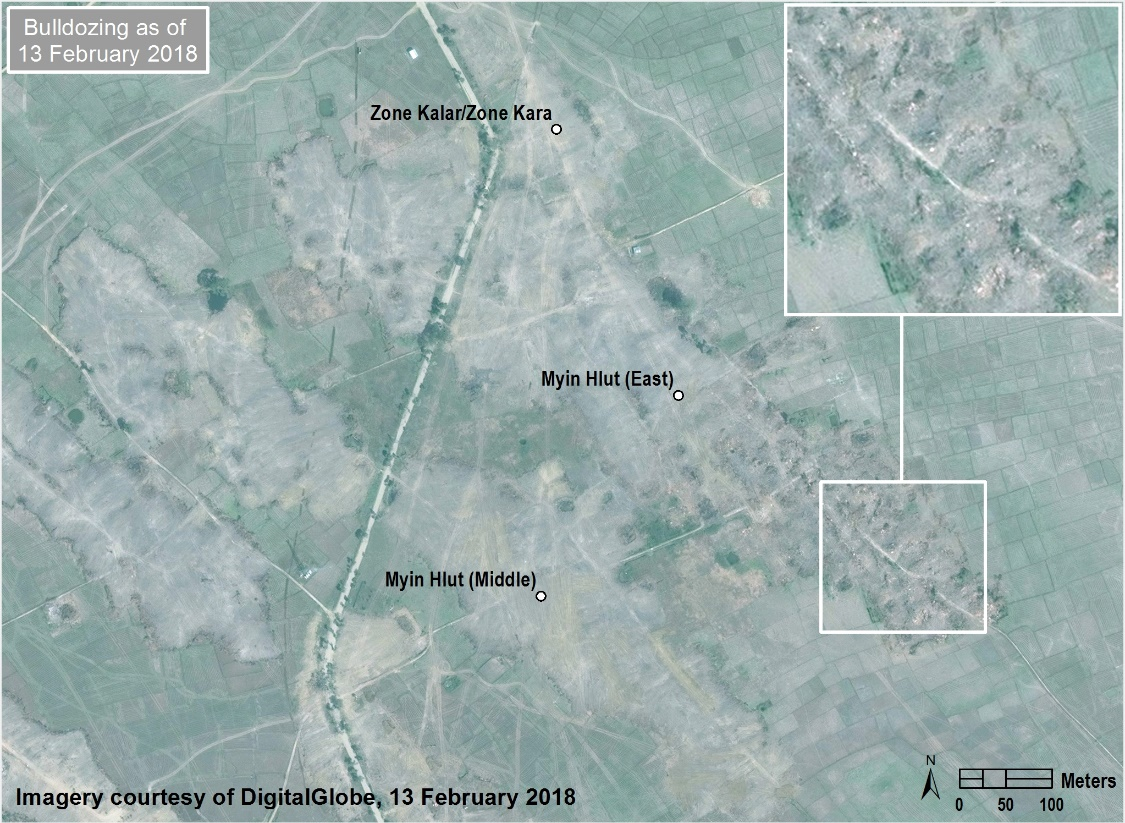 Bulldozing as of
13 February 2018
Zone Kalar/Zone Kara
Myin Hlut (East)
Myin Hlut (Middle)
Imagery courtesy of DigitalGlobe, 13 February 2018
N
Meters
0 50 100